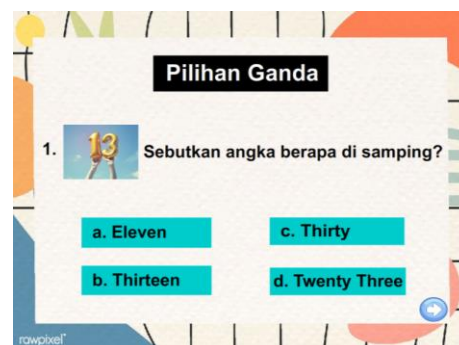 Pilihan Ganda
1. 13 Sebutkan angka berapa di samping?
a. Eleven
c. Thirty
b. Thirteen
d. Twenty Three
rawpixel